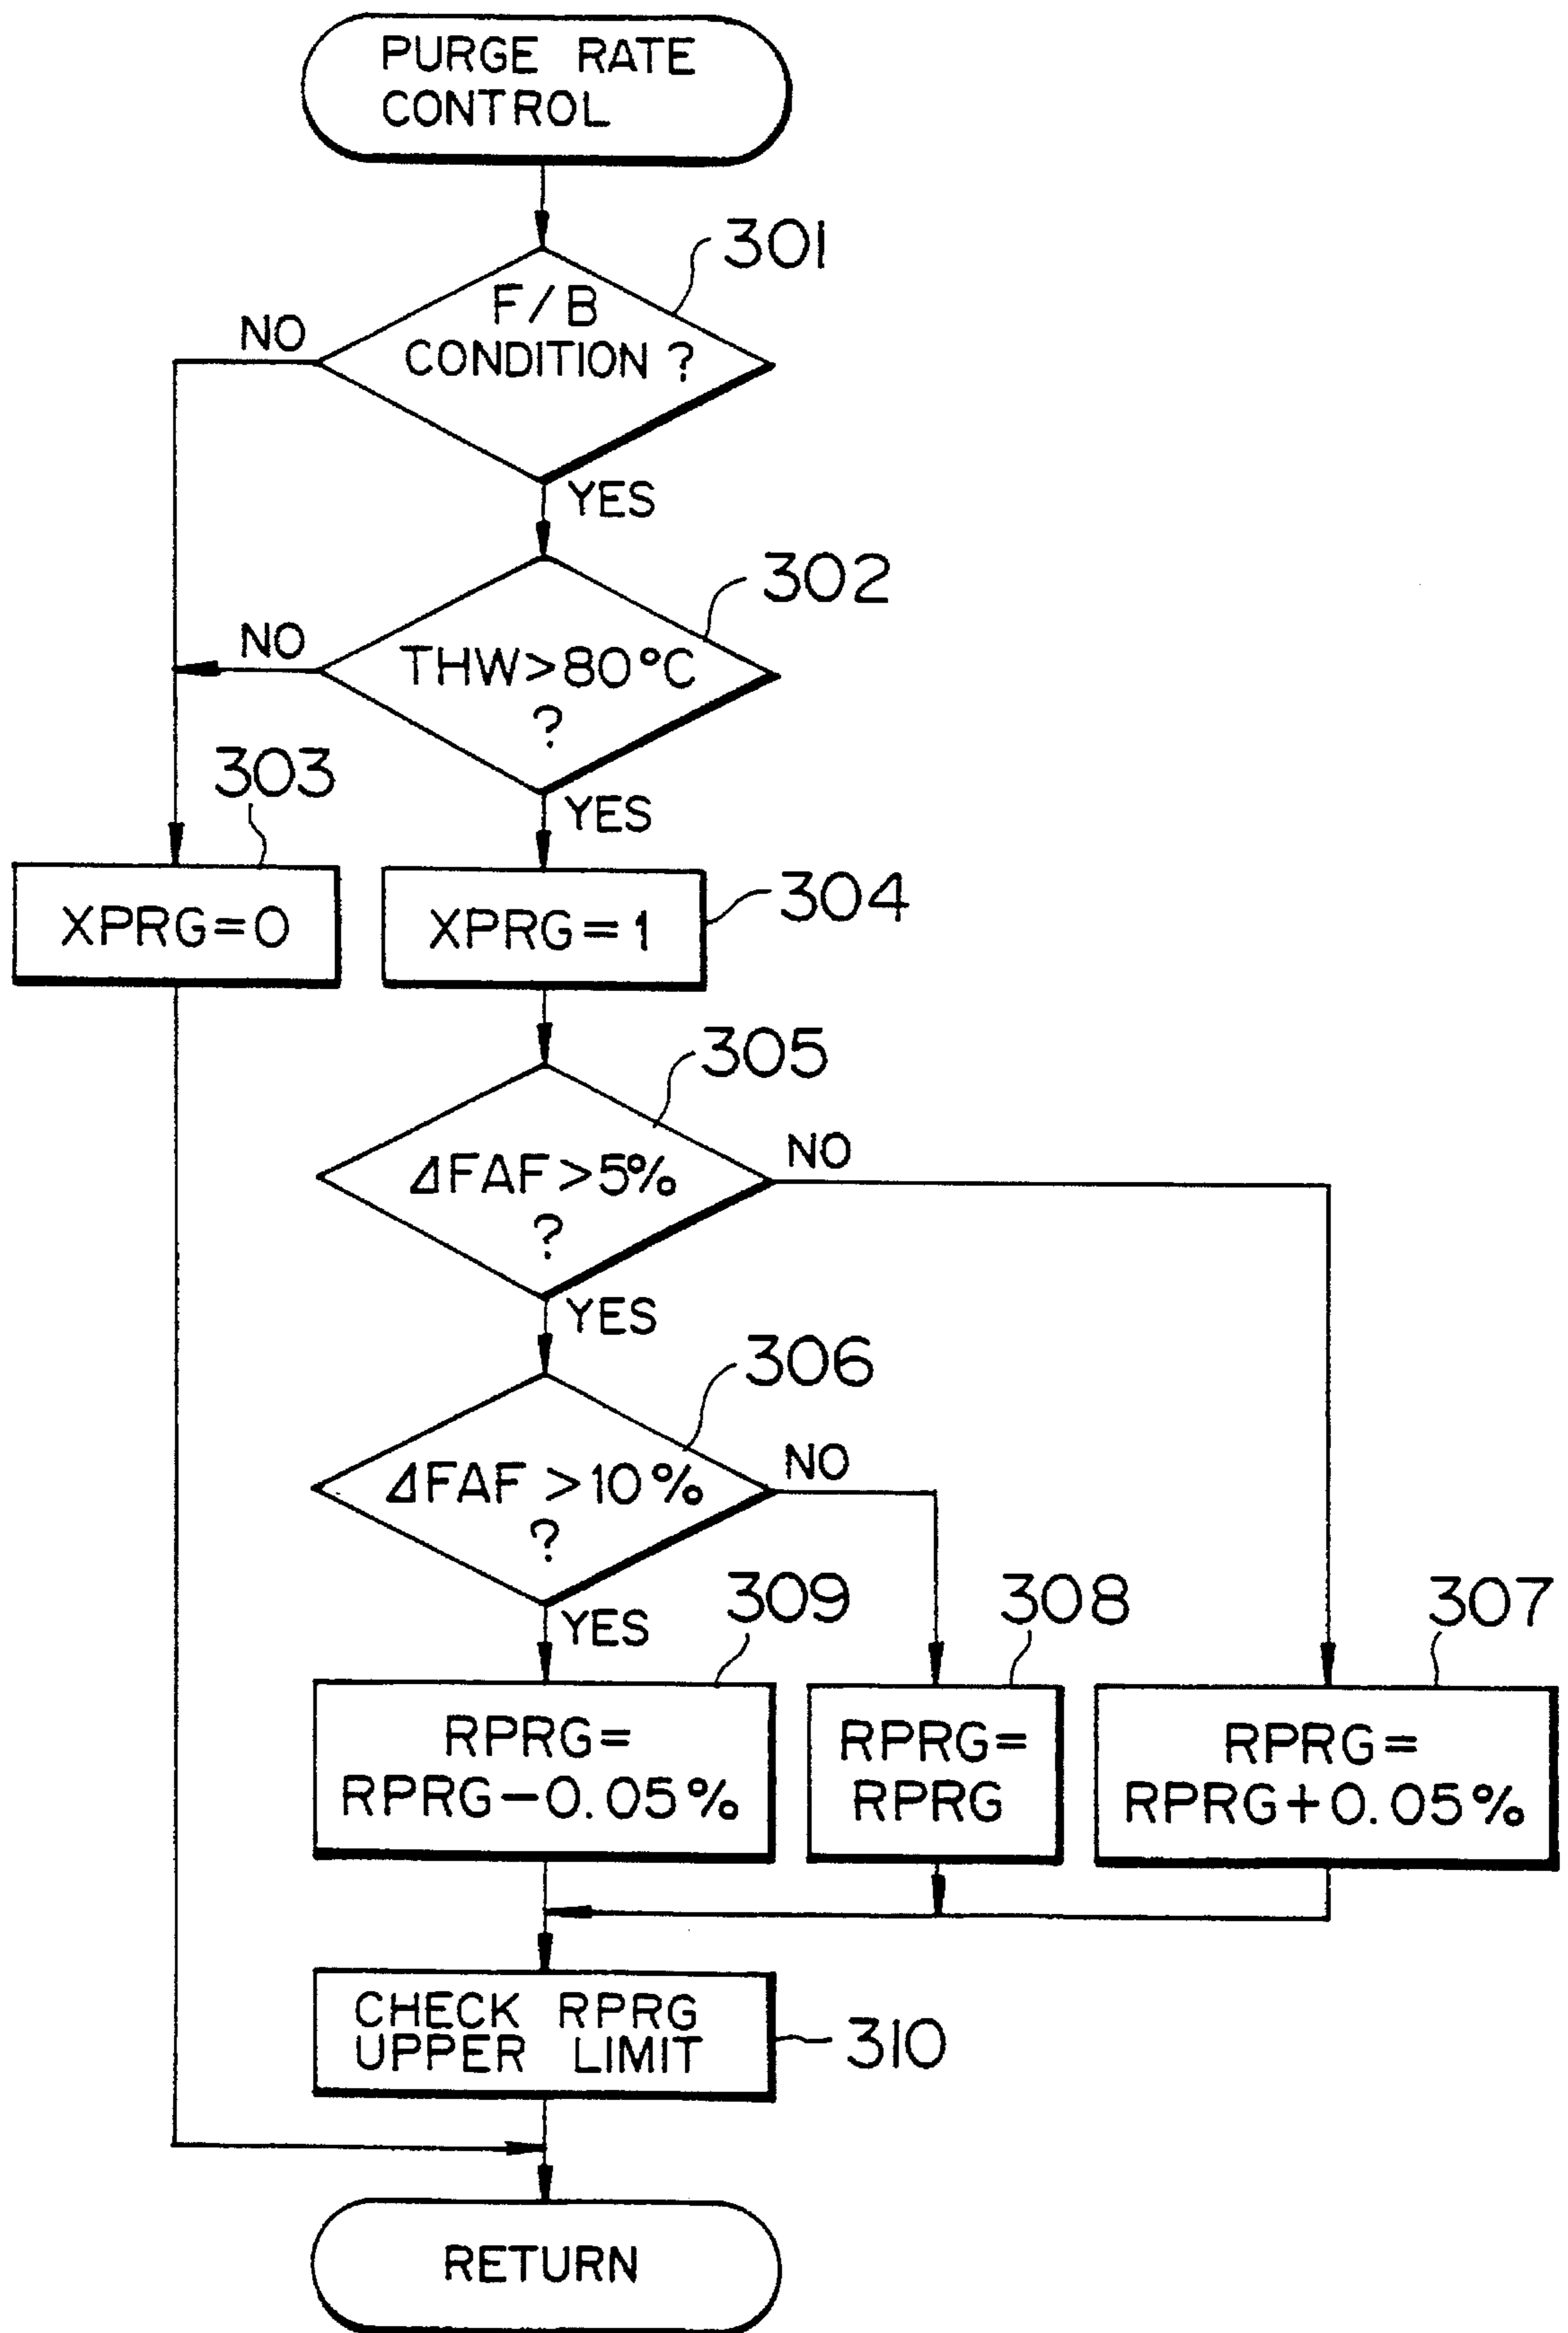 PURGE RATE
CONTROL
301
F/B
CONDITION ?
NO
YES
302
THW>80°C
?
NO
YES
303
XPRG=0
XPRG=1
304
305
ΔFAF>5%
?
NO
YES
306
ΔFAF>10%
?
NO
YES
309
RPRG=
RPRG-0.05%
308
RPRG=
RPRG
307
RPRG=
RPRG+0.05%
CHECK RPRG
UPPER LIMIT
310
RETURN